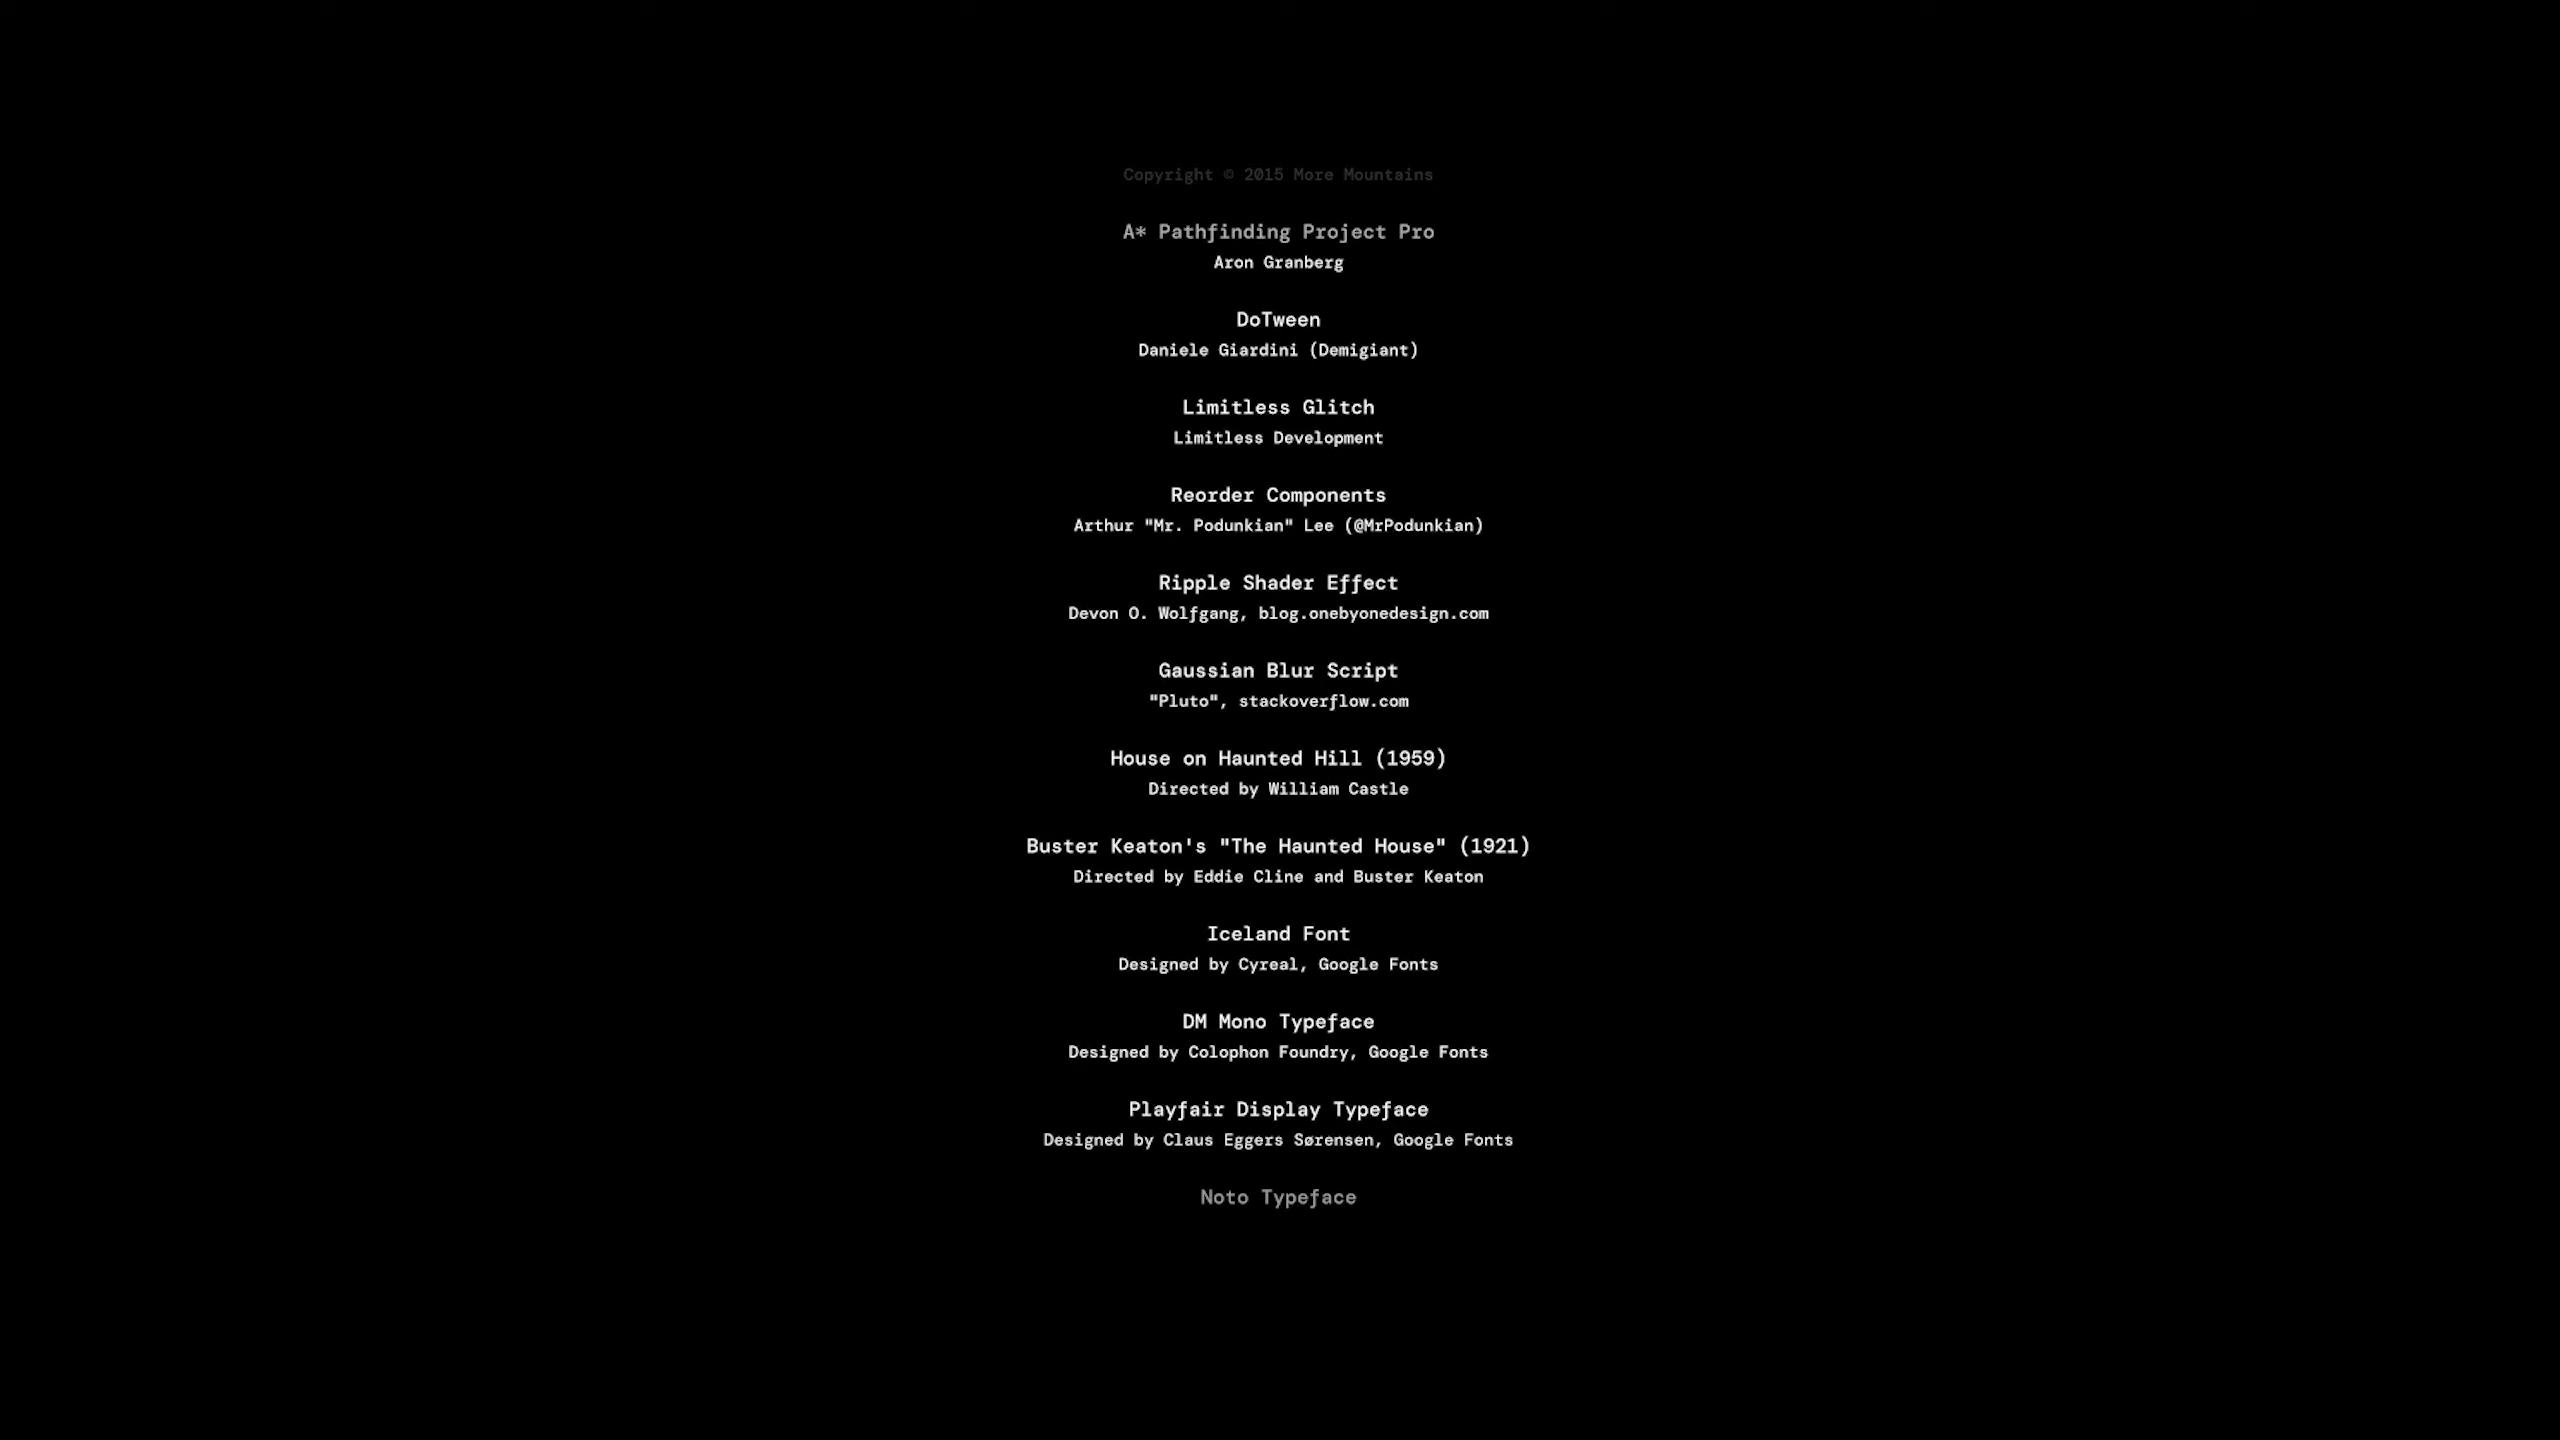 Copyright © 2015 More Mountains
A* Pathfinding Project Pro
Aron Granberg
DoTween
Daniele Giardini (Demigiant)
Limitless Glitch
Limitless Development
Reorder Components
Arthur "Mr. Podunkian" Lee (@MrPodunkian)
Ripple Shader Effect
Devon O. Wolfgang, blog.onebyonedesign.com
Gaussian Blur Script
"Pluto", stackoverflow.com
House on Haunted Hill (1959)
Directed by William Castle
Buster Keaton's "The Haunted House" (1921)
Directed by Eddie Cline and Buster Keaton
Iceland Font
Designed by Cyreal, Google Fonts
DM Mono Typeface
Designed by Colophon Foundry, Google Fonts
Playfair Display Typeface
Designed by Claus Eggers Sørensen, Google Fonts
Noto Typeface